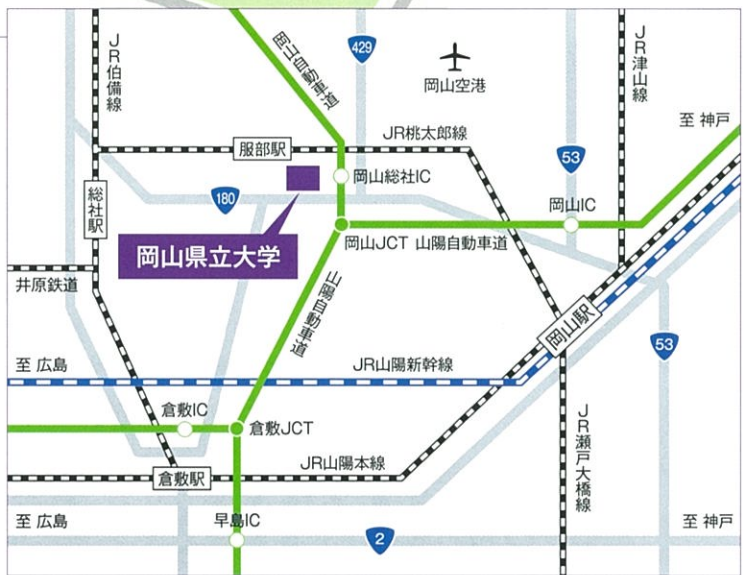 JR伯備線
岡山自動車道
429
岡山空港
JR津山線
至 神戸
服部駅
JR桃太郎線
総社駅
岡山総社IC
53
180
岡山IC
岡山県立大学
岡山JCT
山陽自動車道
井原鉄道
山陽自動車道
岡山駅
53
至 広島
JR山陽新幹線
倉敷IC
倉敷JCT
JR瀬戸大橋線
倉敷駅
JR山陽本線
至 広島
早島IC
2
至 神戸